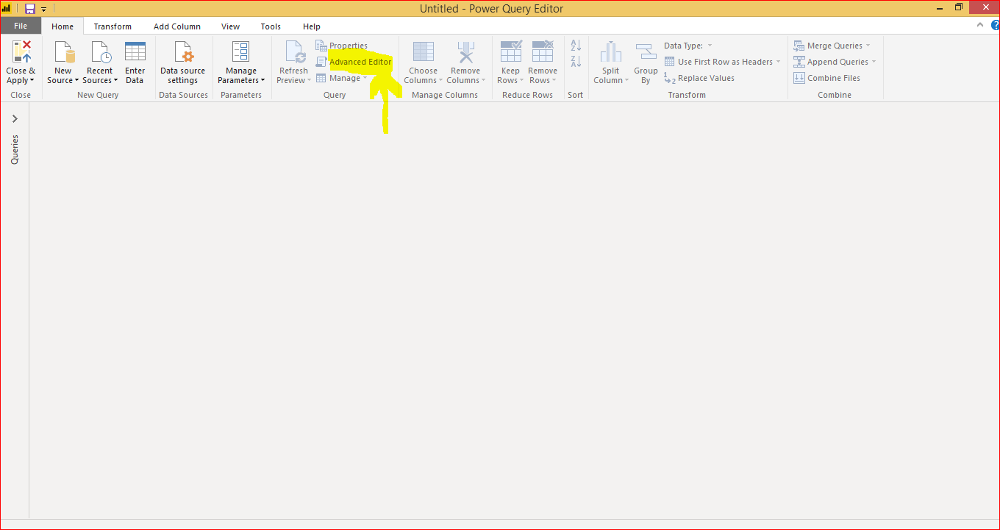 Untitled - Power Query Editor
File Home Transform Add Column View Tools Help
Close & Apply
Close
New Source
Recent Sources
Enter Data
New Query
Data source settings
Data Sources
Manage Parameters
Parameters
Refresh Preview
Properties
Advanced Editor
Manage
Query
Choose Columns
Remove Columns
Manage Columns
Keep Rows
Remove Rows
Reduce Rows
A Z
Z A
Sort
Split Column
Group By
Data Type:
Use First Row as Headers
1 2 Replace Values
Transform
Merge Queries
Append Queries
Combine Files
Combine
?
Queries